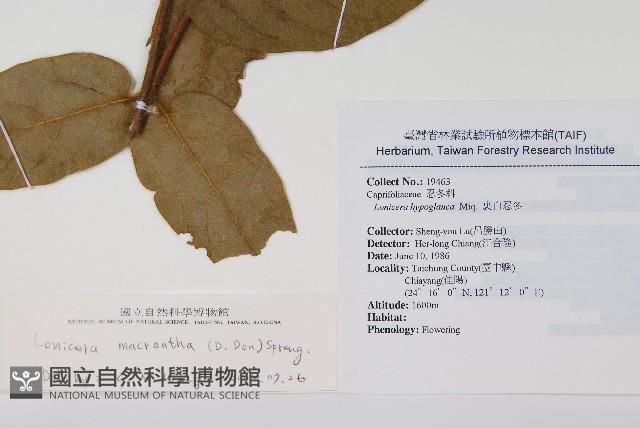 臺灣省林業試驗所植物標本館(TAIF)
Herbarium, Taiwan Forestry Research Institute
Collect No.: 19463
Caprifoliaceae 忍冬科
Lonicera hypoglauca Miq. 裏白忍冬
Collector: Sheng-you Lu(呂勝由)
Detector: Her-long Chiang(江合隆)
Date: June 10, 1986
Locality: Taichung County(臺中縣)
Chiayang(佳陽)
(24° 16' 0" N, 121° 12' 0" E)
Altitude: 1600m
Habitat:
Phenology: Flowering
國立自然科學博物館
NATIONAL MUSEUM OF NATURAL SCIENCE, TAICHUNG, TAIWAN, R.O.CHINA
Lonicera macrantha (D. Don) Spreng.
國立自然科學博物館
NATIONAL MUSEUM OF NATURAL SCIENCE